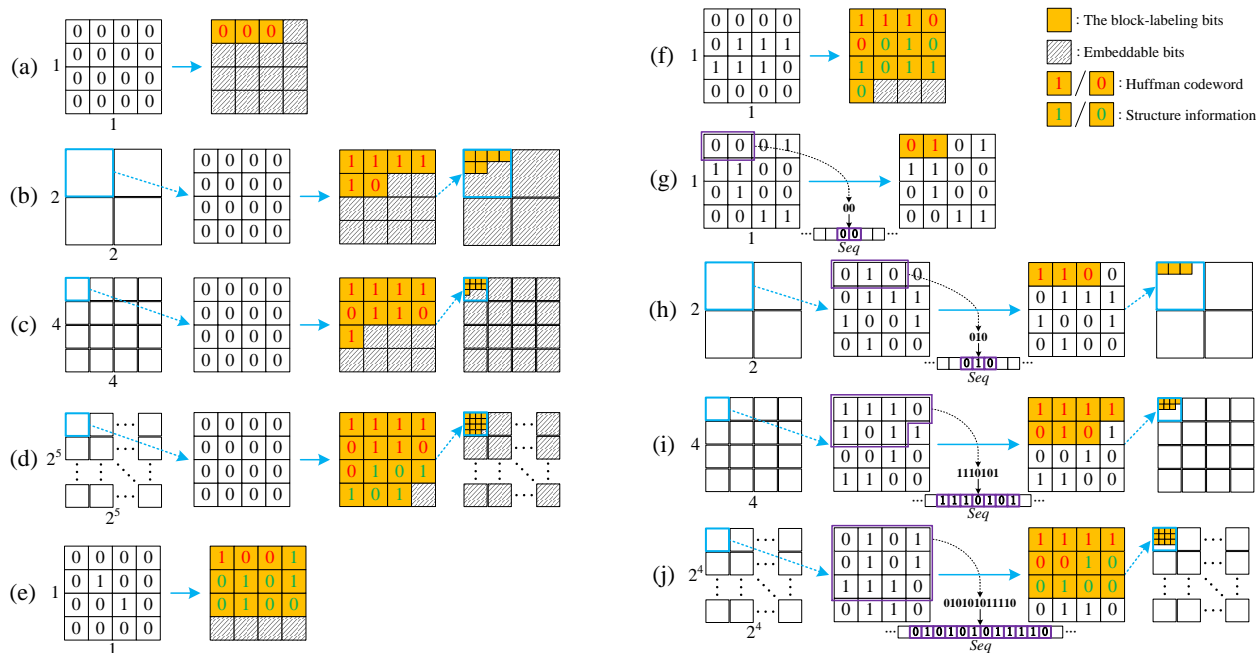 (a)
1
0 0 0 0
0 0 0 0
0 0 0 0
0 0 0 0
1
0 0 0
(b)
2
2
0 0 0 0
0 0 0 0
0 0 0 0
0 0 0 0
1 1 1 1
1 0
(c)
4
4
0 0 0 0
0 0 0 0
0 0 0 0
0 0 0 0
1 1 1 1
0 1 1 0
1
(d)
2⁵
2⁵
0 0 0 0
0 0 0 0
0 0 0 0
0 0 0 0
1 1 1 1
0 1 1 0
0 1 0 1
1 0 1
(e)
1
0 0 0 0
0 1 0 0
0 0 1 0
0 0 0 0
1
1 0 0 1
0 1 0 1
0 1 0 0
(f)
1
0 0 0 0
0 1 1 1
1 1 1 0
0 0 0 0
1 1 1 0
0 0 1 0
1 0 1 1
0
: The block-labeling bits
: Embeddable bits
1 / 0 : Huffman codeword
1 / 0 : Structure information
(g)
1
0 0 0 1
1 1 0 0
0 1 0 0
0 0 1 1
1
00
... 0 0 ...
Seq
0 1 0 1
1 1 0 0
0 1 0 0
0 0 1 1
(h)
2
2
0 1 0 0
0 1 1 1
1 0 0 1
0 1 0 0
010
... 0 1 0 ...
Seq
1 1 0 0
0 1 1 1
1 0 0 1
0 1 0 0
(i)
4
4
1 1 1 0
1 0 1 1
0 0 1 0
1 1 0 0
1110101
... 1 1 1 0 1 0 1 ...
Seq
1 1 1 1
0 1 0 1
0 0 1 0
1 1 0 0
(j)
2⁴
2⁴
0 1 0 1
0 1 0 1
1 1 1 0
0 1 1 0
010101011110
... 0 1 0 1 0 1 0 1 1 1 1 0 ...
Seq
1 1 1 1
0 0 1 0
0 1 0 0
0 1 1 0